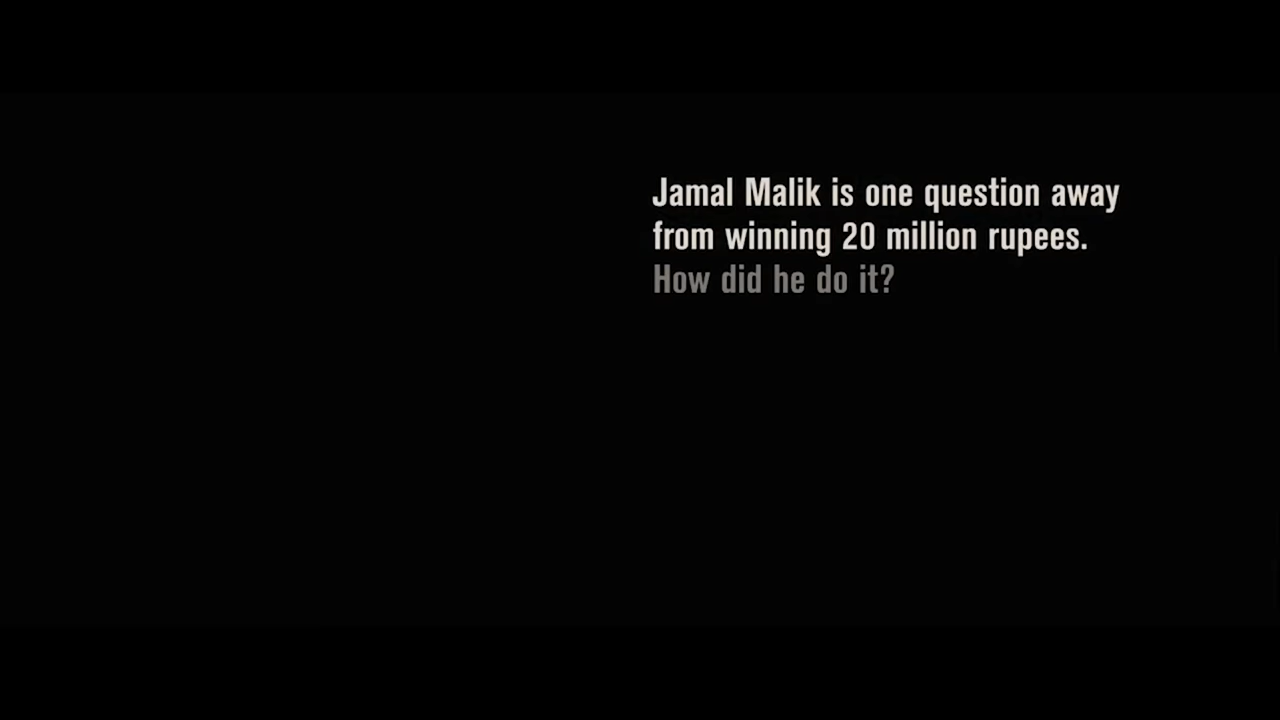 Jamal Malik is one question away
from winning 20 million rupees.
How did he do it?